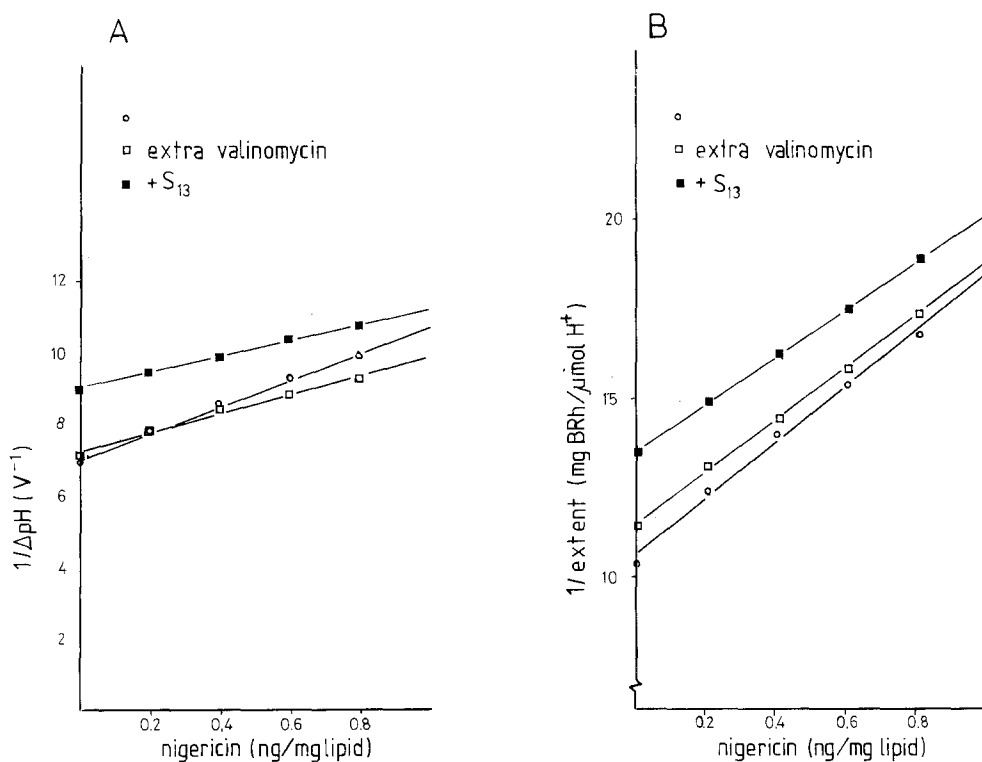 A
extra valinomycin
+ S₁₃
12
10
8
6
4
2
1/ΔpH (V⁻¹)
0.2 0.4 0.6 0.8
nigericin (ng/mg lipid)
B
extra valinomycin
+ S₁₃
20
15
10
1/extent (mg BRh/μmol H⁺)
0.2 0.4 0.6 0.8
nigericin (ng/mg lipid)